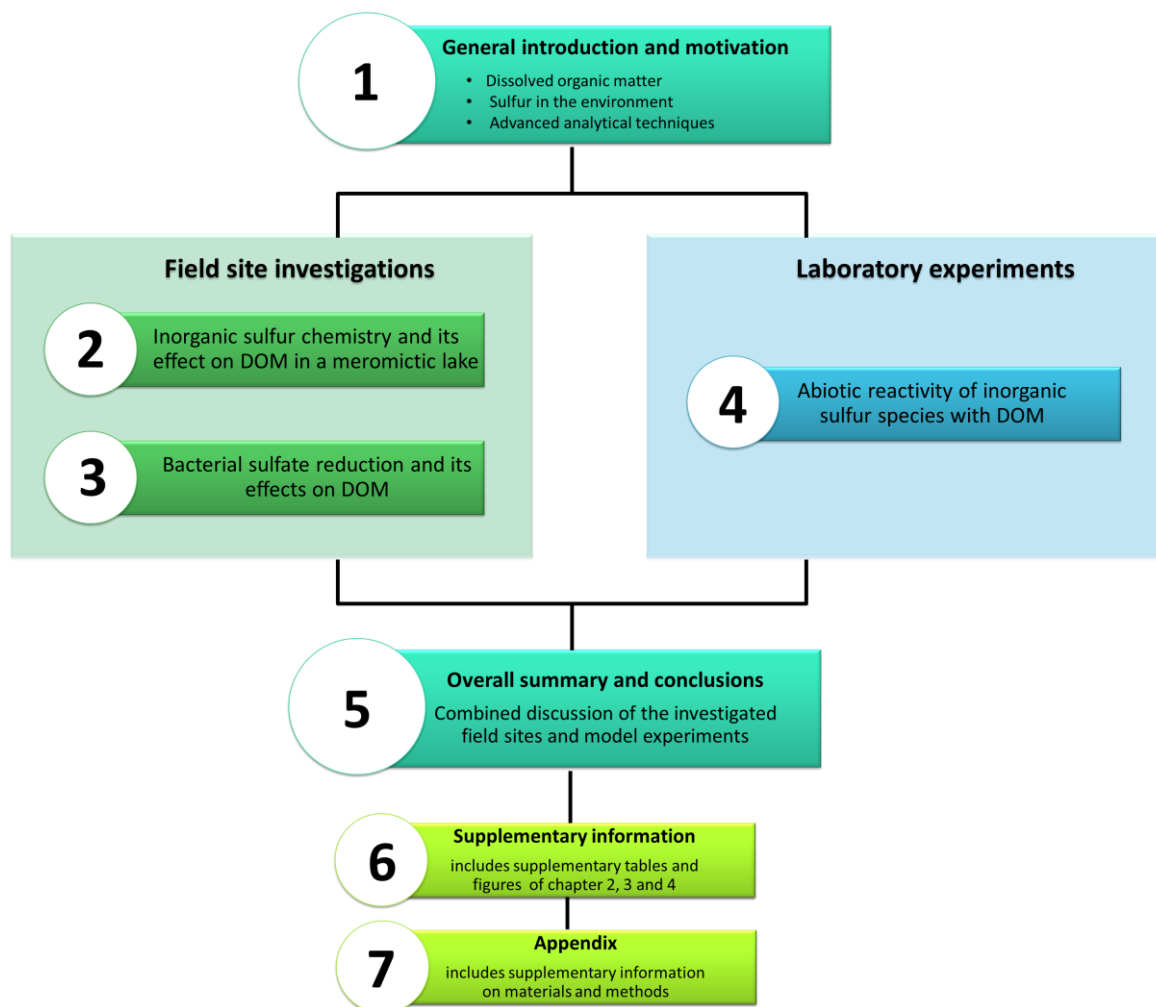 1
General introduction and motivation
• Dissolved organic matter
• Sulfur in the environment
• Advanced analytical techniques
Field site investigations
2
Inorganic sulfur chemistry and its
effect on DOM in a meromictic lake
3
Bacterial sulfate reduction and its
effects on DOM
Laboratory experiments
4
Abiotic reactivity of inorganic
sulfur species with DOM
5
Overall summary and conclusions
Combined discussion of the investigated
field sites and model experiments
6
Supplementary information
includes supplementary tables and
figures of chapter 2, 3 and 4
7
Appendix
includes supplementary information
on materials and methods